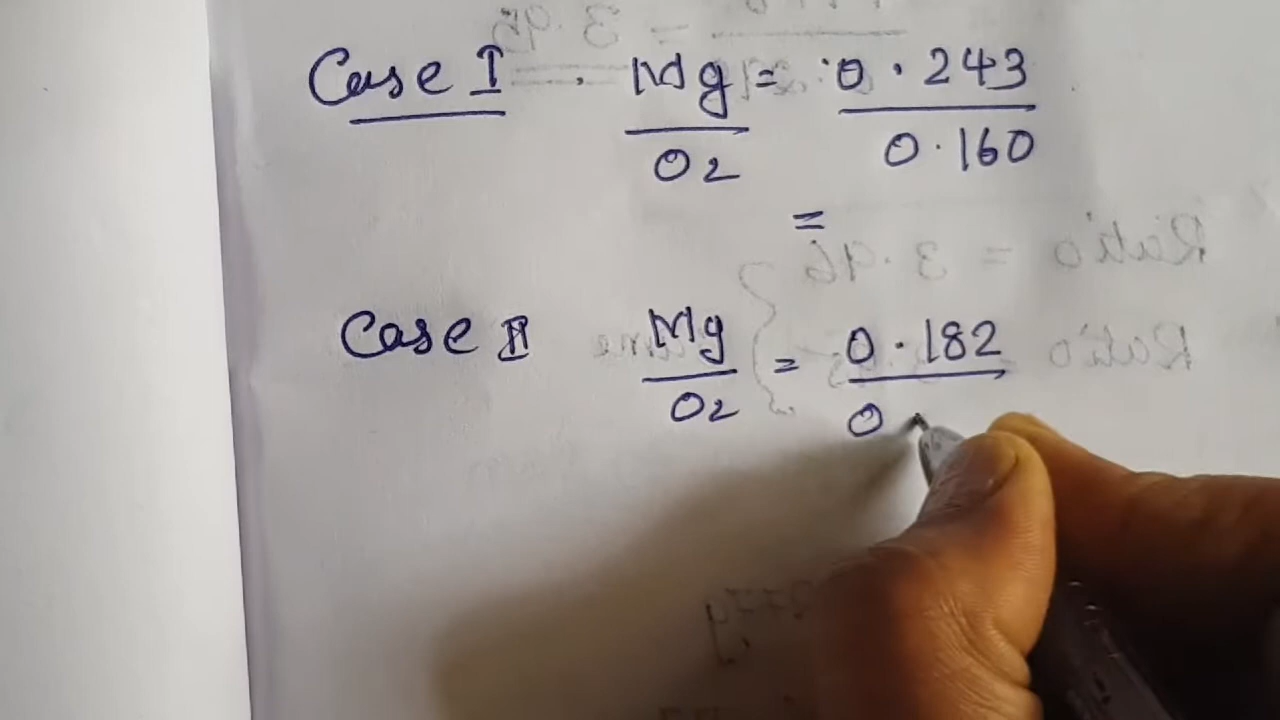 Case I . Mg = 0.243
O2 0.160
=
Case II Mg = 0.182
O2 0.